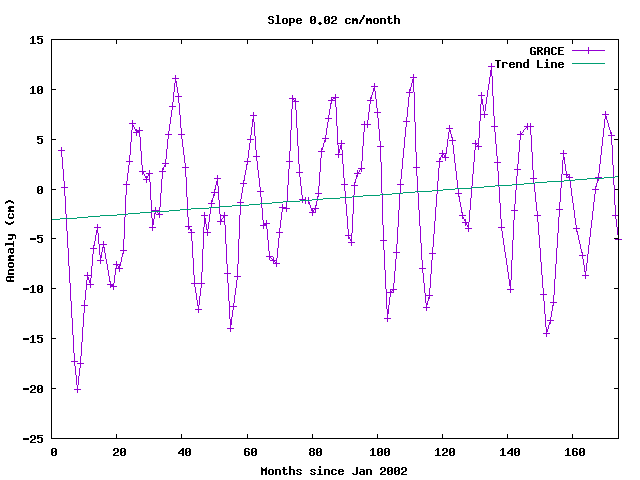 Slope 0.02 cm/month
GRACE
Trend Line
15
10
5
0
-5
-10
-15
-20
-25
Anomaly (cm)
0 20 40 60 80 100 120 140 160
Months since Jan 2002